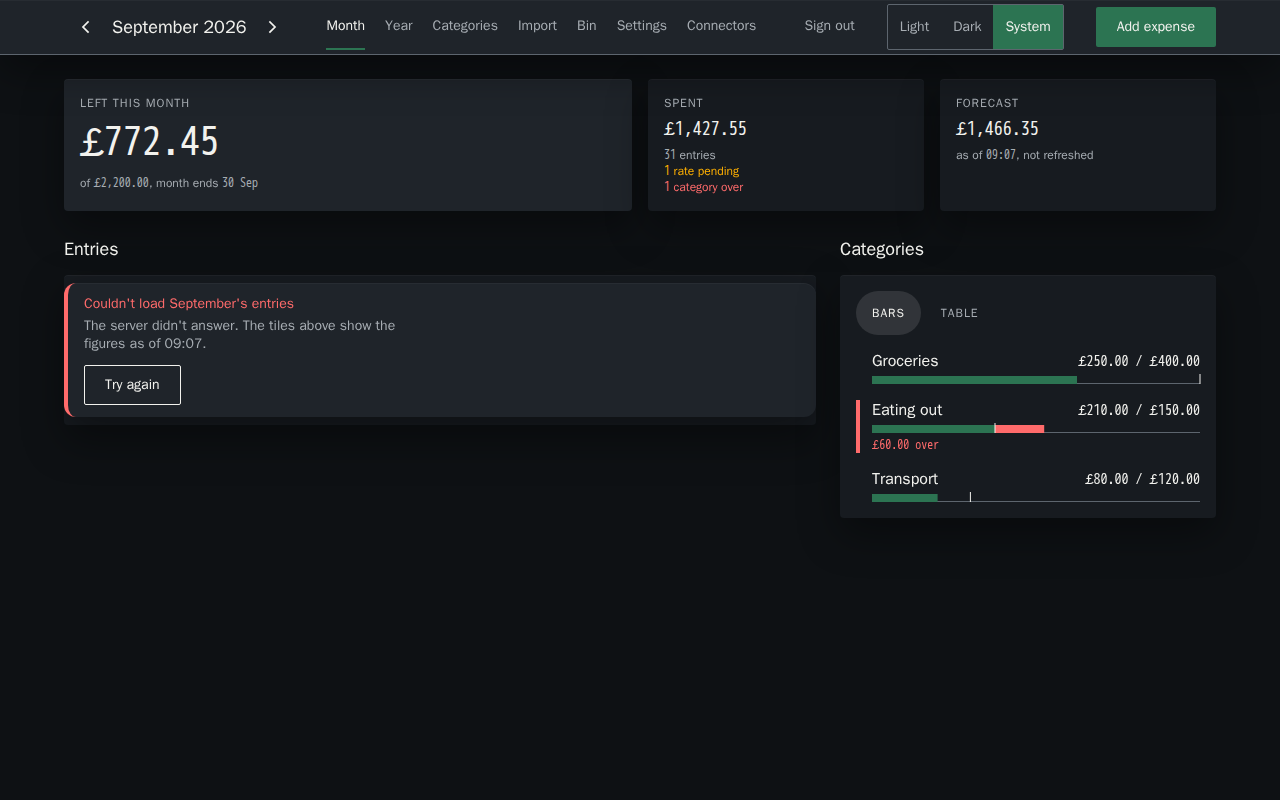 September 2026
Month Year Categories Import Bin Settings Connectors Sign out Light Dark System Add expense
LEFT THIS MONTH
£772.45
of £2,200.00, month ends 30 Sep
SPENT
£1,427.55
31 entries
1 rate pending
1 category over
FORECAST
£1,466.35
as of 09:07, not refreshed
Entries
Couldn't load September's entries
The server didn't answer. The tiles above show the
figures as of 09:07.
Try again
Categories
BARS TABLE
Groceries £250.00 / £400.00
Eating out £210.00 / £150.00
£60.00 over
Transport £80.00 / £120.00